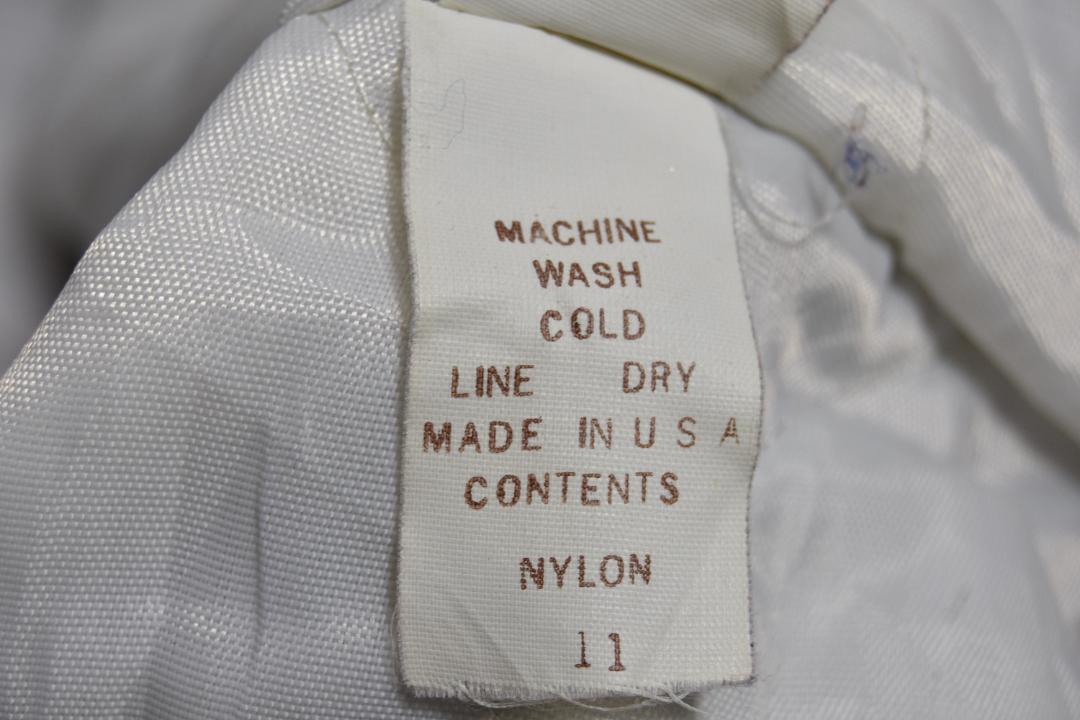 MACHINE
WASH
COLD
LINE DRY
MADE IN U S A
CONTENTS
NYLON
11